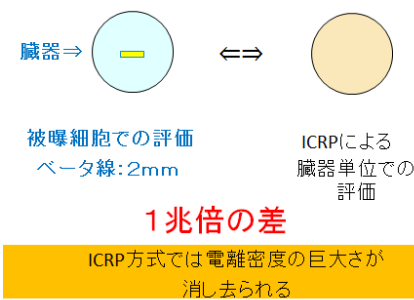 臓器⇒
⇐⇒
被曝細胞での評価
ベータ線:2mm
ICRPによる
臓器単位での
評価
1兆倍の差
ICRP方式では電離密度の巨大さが
消し去られる